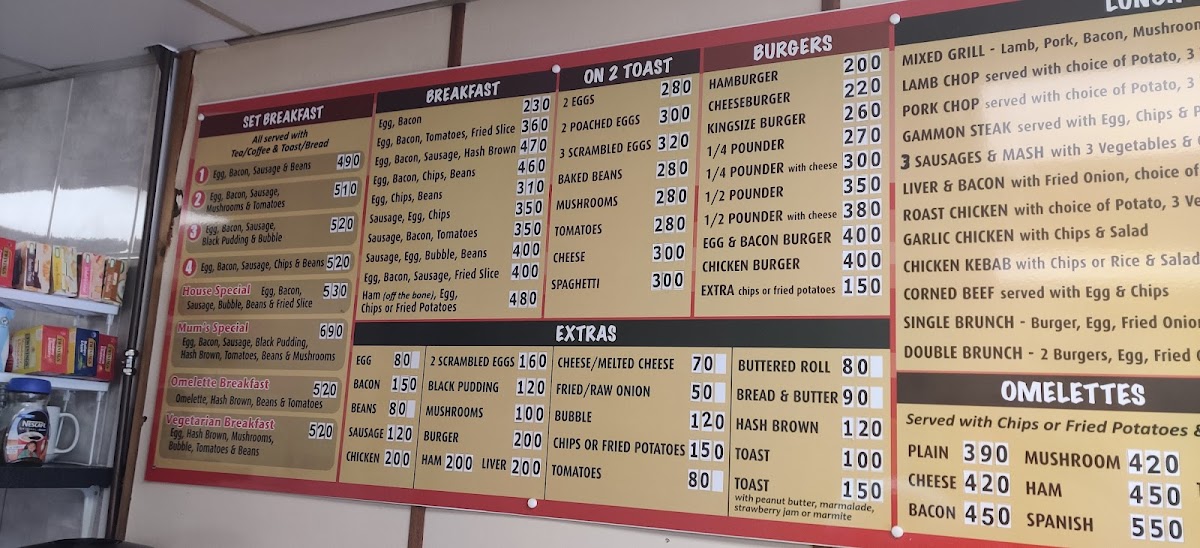 SET BREAKFAST
All served with
Tea/Coffee & Toast/Bread
1 Egg, Bacon, Sausage & Beans 490
2 Egg, Bacon, Sausage,
Mushrooms & Tomatoes 510
3 Egg, Bacon, Sausage,
Black Pudding & Bubble 520
4 Egg, Bacon, Sausage, Chips & Beans 520
House Special Egg, Bacon,
Sausage, Bubble, Beans & Fried Slice 530
Mum's Special 690
Egg, Bacon, Sausage, Black Pudding,
Hash Brown, Tomatoes, Beans & Mushrooms
Omelette Breakfast 520
Omelette, Hash Brown, Beans & Tomatoes
Vegetarian Breakfast 520
Egg, Hash Brown, Mushrooms,
Bubble, Tomatoes & Beans
BREAKFAST
Egg, Bacon 230
Egg, Bacon, Tomatoes, Fried Slice 360
Egg, Bacon, Sausage, Hash Brown 470
Egg, Bacon, Chips, Beans 460
Egg, Chips, Beans 310
Sausage, Egg, Chips 350
Sausage, Bacon, Tomatoes 350
Sausage, Egg, Bubble, Beans 400
Egg, Bacon, Sausage, Fried Slice 400
Ham (off the bone), Egg,
Chips or Fried Potatoes 480
ON 2 TOAST
2 EGGS 280
2 POACHED EGGS 300
3 SCRAMBLED EGGS 320
BAKED BEANS 280
MUSHROOMS 280
TOMATOES 280
CHEESE 300
SPAGHETTI 300
BURGERS
HAMBURGER 200
CHEESEBURGER 220
KINGSIZE BURGER 260
1/4 POUNDER 270
1/4 POUNDER with cheese 300
1/2 POUNDER 350
1/2 POUNDER with cheese 380
EGG & BACON BURGER 400
CHICKEN BURGER 400
EXTRA chips or fried potatoes 150
EXTRAS
EGG 80
BACON 150
BEANS 80
SAUSAGE 120
CHICKEN 200
2 SCRAMBLED EGGS 160
BLACK PUDDING 120
MUSHROOMS 100
BURGER 200
HAM 200 LIVER 200
CHEESE/MELTED CHEESE 70
FRIED/RAW ONION 50
BUBBLE 120
CHIPS OR FRIED POTATOES 150
TOMATOES 80
BUTTERED ROLL 80
BREAD & BUTTER 90
HASH BROWN 120
TOAST 100
TOAST 150
with peanut butter, marmalade,
strawberry jam or marmite
LUNCH
MIXED GRILL - Lamb, Pork, Bacon, Mushroom
LAMB CHOP served with choice of Potato, 3
PORK CHOP served with choice of Potato, 3
GAMMON STEAK served with Egg, Chips &
3 SAUSAGES & MASH with 3 Vegetables &
LIVER & BACON with Fried Onion, choice of
ROAST CHICKEN with choice of Potato, 3 Ve
GARLIC CHICKEN with Chips & Salad
CHICKEN KEBAB with Chips or Rice & Salad
CORNED BEEF served with Egg & Chips
SINGLE BRUNCH - Burger, Egg, Fried Onio
DOUBLE BRUNCH - 2 Burgers, Egg, Fried
OMELETTES
Served with Chips or Fried Potatoes &
PLAIN 390
CHEESE 420
BACON 450
MUSHROOM 420
HAM 450
SPANISH 550
NESCAFÉ